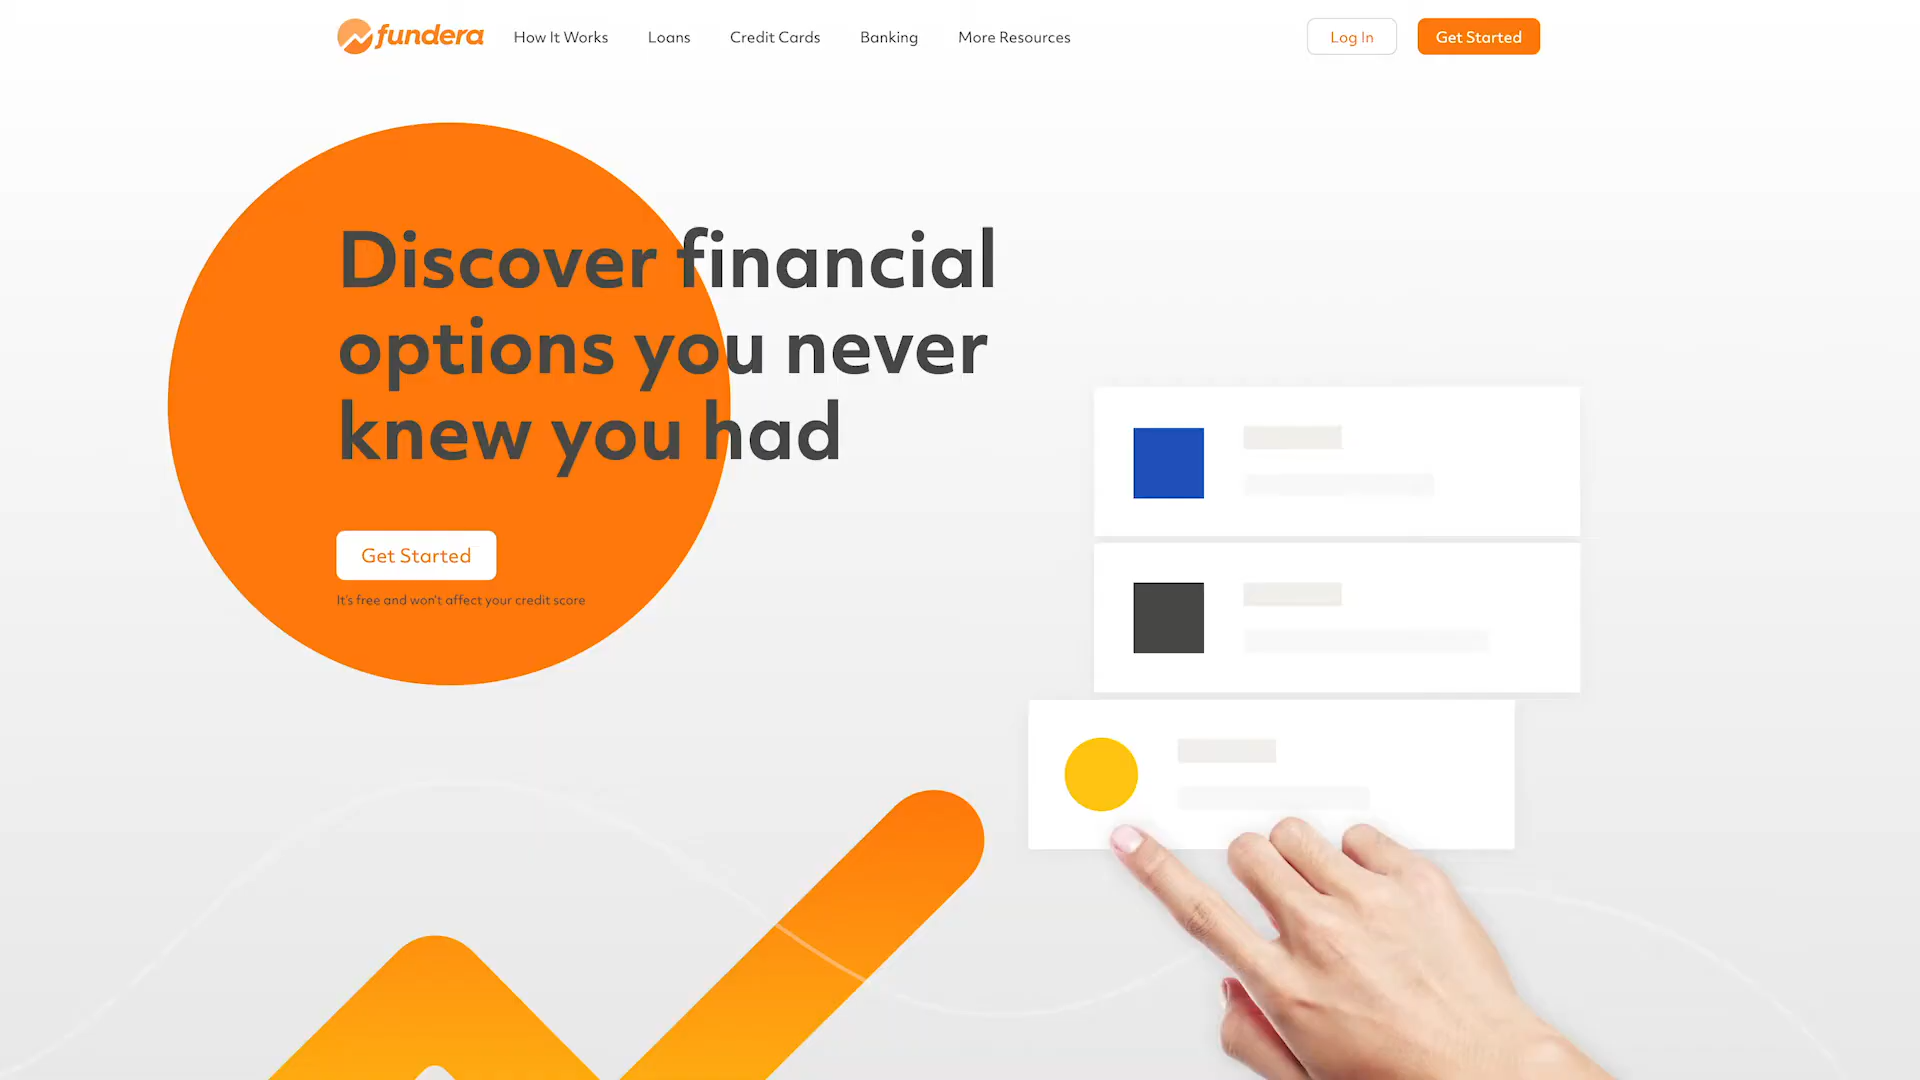 fundera How It Works Loans Credit Cards Banking More Resources Log In Get Started
Discover financial
options you never
knew you had
Get Started
It's free and won't affect your credit score